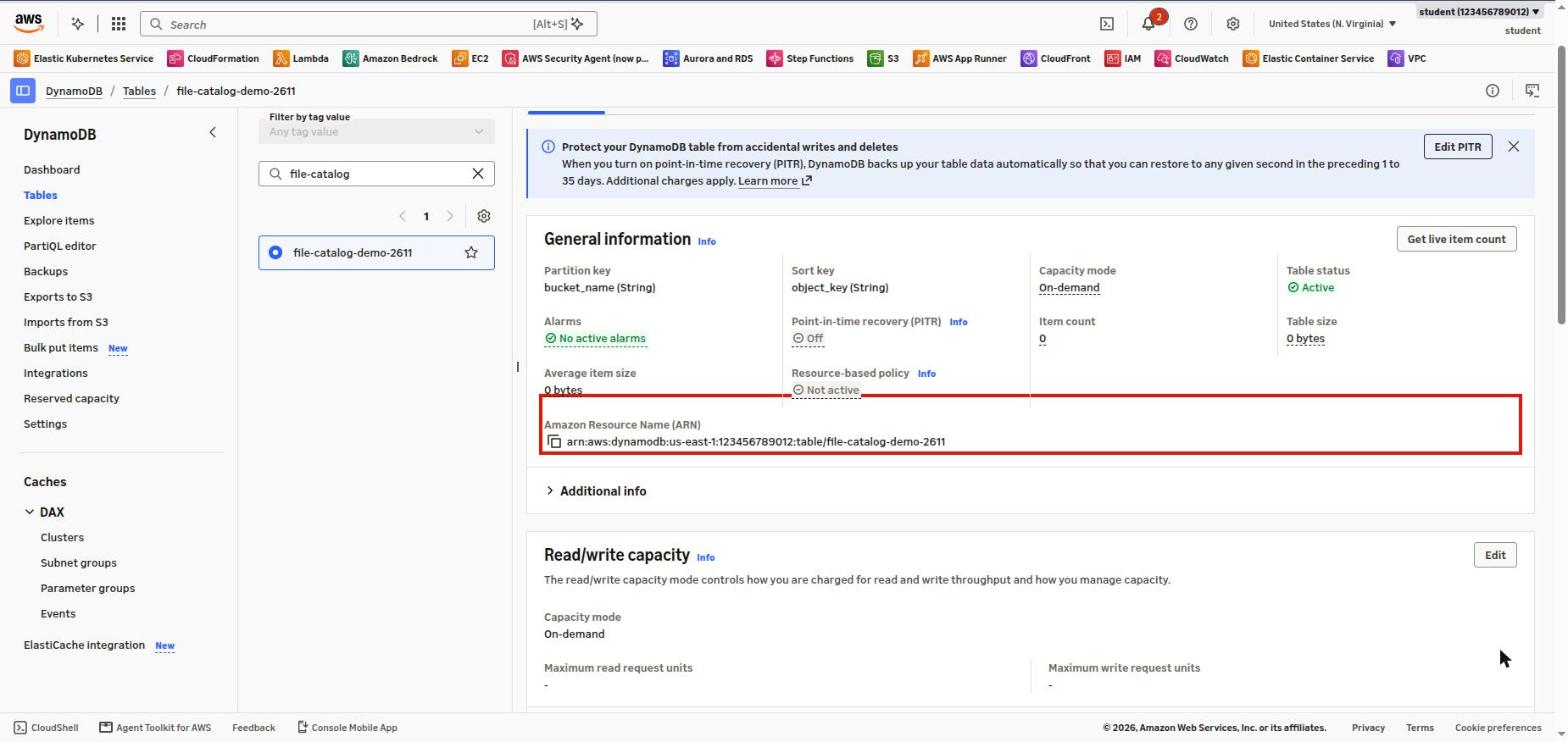 aws
Search
[Alt+S]
2
United States (N. Virginia) ▼
student (123456789012) ▼
student
Elastic Kubernetes Service
CloudFormation
Lambda
Amazon Bedrock
EC2
AWS Security Agent (now p...
Aurora and RDS
Step Functions
S3
AWS App Runner
CloudFront
IAM
CloudWatch
Elastic Container Service
VPC
DynamoDB / Tables / file-catalog-demo-2611
DynamoDB
Dashboard
Tables
Explore items
PartiQL editor
Backups
Exports to S3
Imports from S3
Bulk put items New
Integrations
Reserved capacity
Settings
Caches
DAX
Clusters
Subnet groups
Parameter groups
Events
ElastiCache integration New
Filter by tag value
Any tag value
file-catalog
1
file-catalog-demo-2611
Protect your DynamoDB table from accidental writes and deletes
When you turn on point-in-time recovery (PITR), DynamoDB backs up your table data automatically so that you can restore to any given second in the preceding 1 to
35 days. Additional charges apply. Learn more
Edit PITR
General information Info
Get live item count
Partition key
bucket_name (String)
Sort key
object_key (String)
Capacity mode
On-demand
Table status
Active
Alarms
No active alarms
Point-in-time recovery (PITR) Info
Off
Item count
0
Table size
0 bytes
Average item size
0 bytes
Resource-based policy Info
Not active
Amazon Resource Name (ARN)
arn:aws:dynamodb:us-east-1:123456789012:table/file-catalog-demo-2611
Additional info
Read/write capacity Info
Edit
The read/write capacity mode controls how you are charged for read and write throughput and how you manage capacity.
Capacity mode
On-demand
Maximum read request units
-
Maximum write request units
-
CloudShell
Agent Toolkit for AWS
Feedback
Console Mobile App
© 2026, Amazon Web Services, Inc. or its affiliates.
Privacy
Terms
Cookie preferences